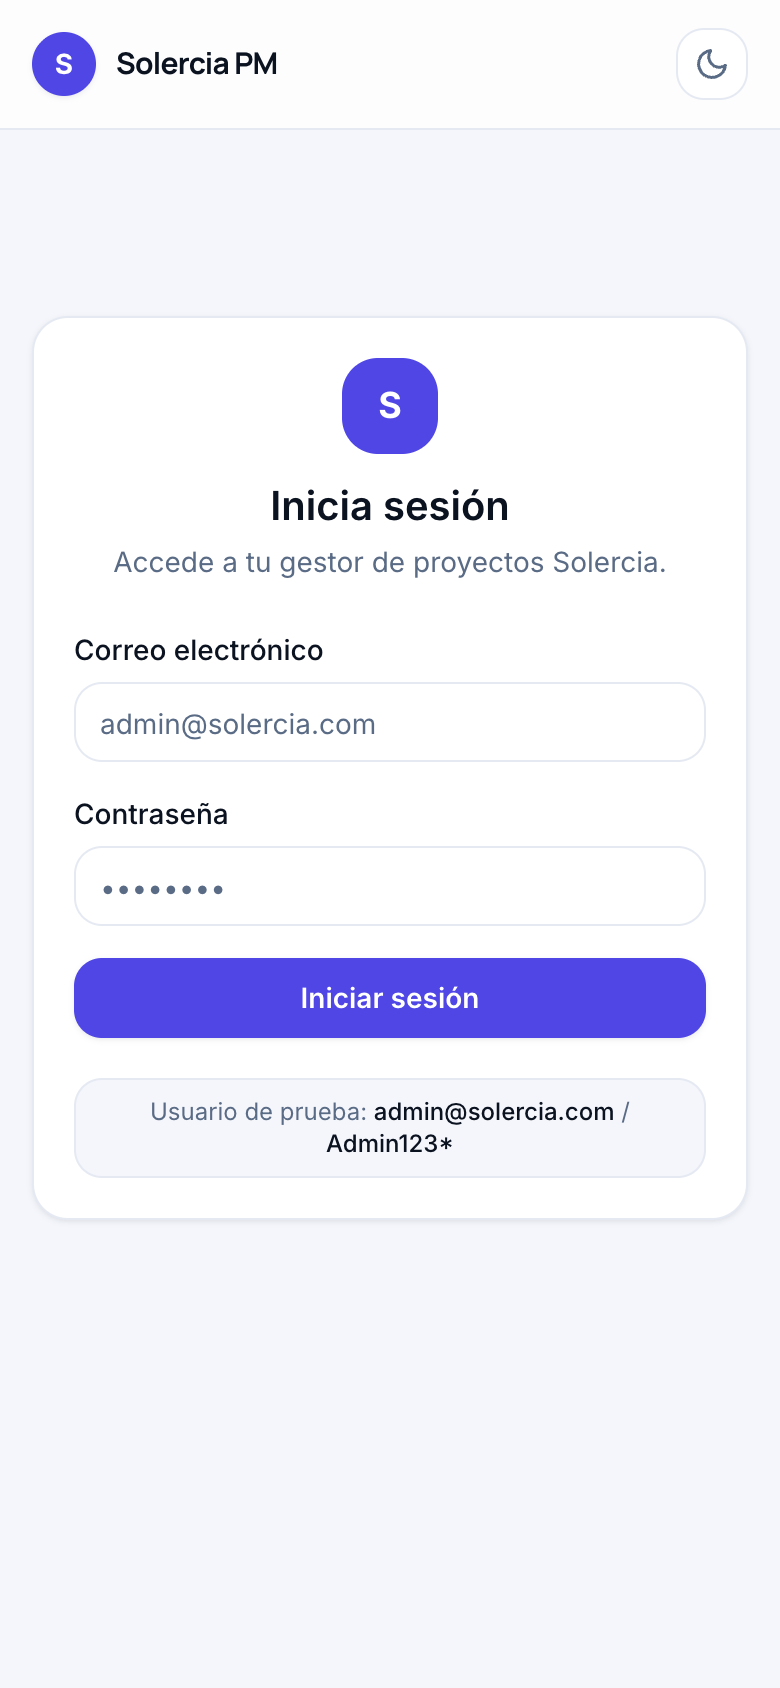 S Solercia PM
S
Inicia sesión
Accede a tu gestor de proyectos Solercia.
Correo electrónico
admin@solercia.com
Contraseña
••••••••
Iniciar sesión
Usuario de prueba: admin@solercia.com /
Admin123*